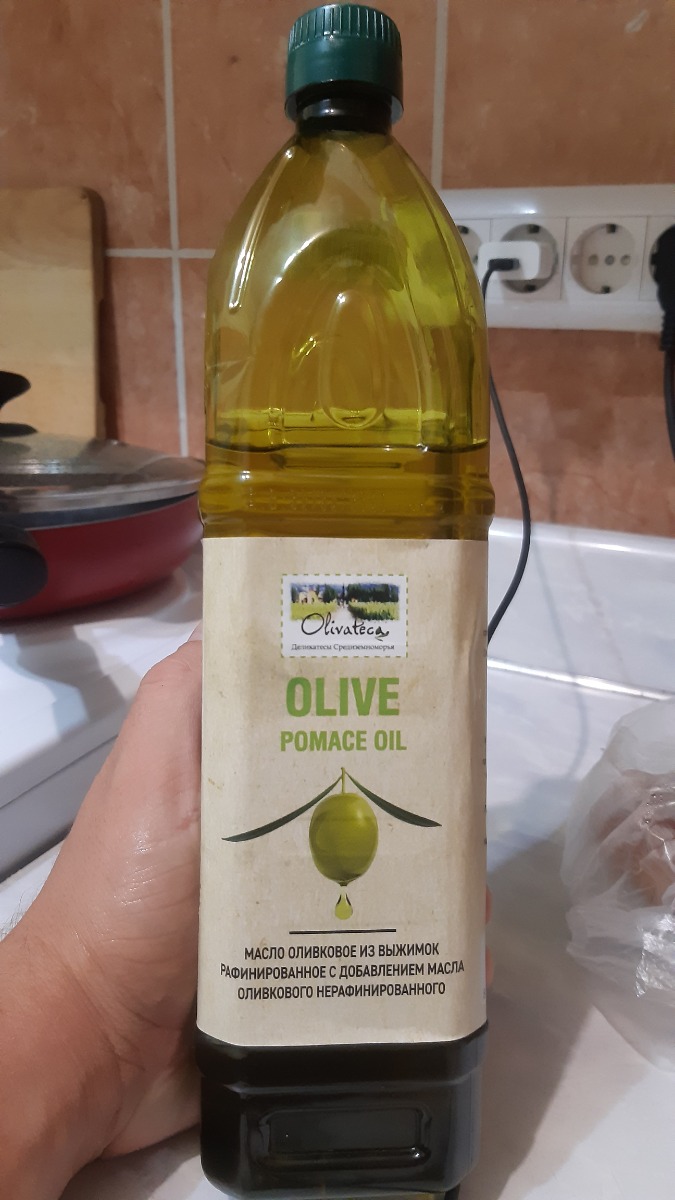 Olivateca
Деликатесы Средиземноморья
OLIVE
POMACE OIL
МАСЛО ОЛИВКОВОЕ ИЗ ВЫЖИМОК
РАФИНИРОВАННОЕ С ДОБАВЛЕНИЕМ МАСЛА
ОЛИВКОВОГО НЕРАФИНИРОВАННОГО